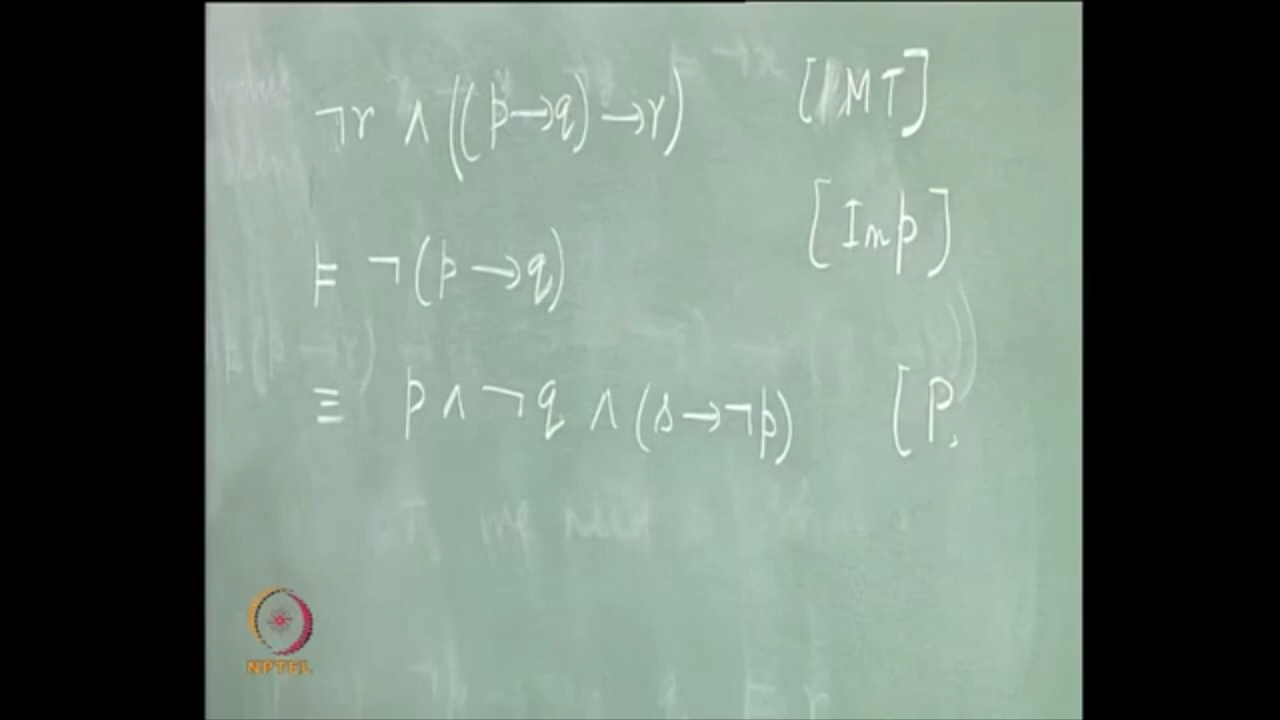 ¬r ∧ ((p→q)→r) [MT]
⊨ ¬(p→q) [Imp]
≡ p ∧ ¬q ∧ (s→¬p) [P,
NPTEL